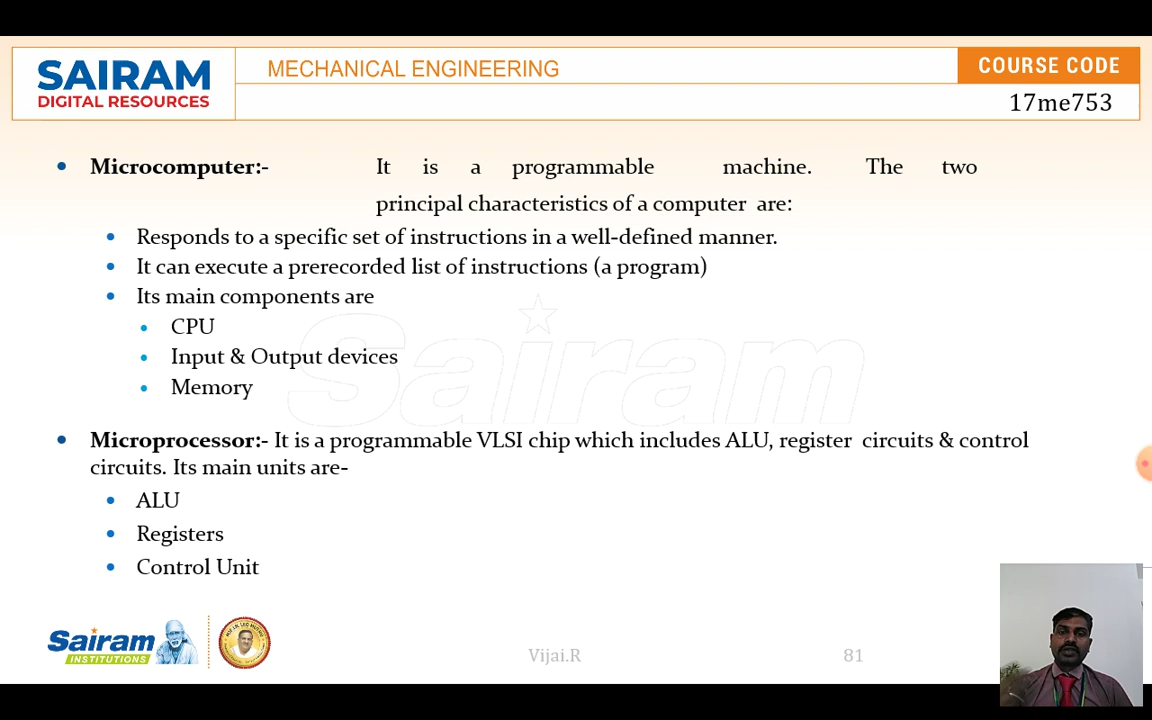 SAIRAM
DIGITAL RESOURCES
MECHANICAL ENGINEERING
COURSE CODE
17me753
• Microcomputer:- It is a programmable machine. The two
principal characteristics of a computer are:
• Responds to a specific set of instructions in a well-defined manner.
• It can execute a prerecorded list of instructions (a program)
• Its main components are
• CPU
• Input & Output devices
• Memory
Sairam
• Microprocessor:- It is a programmable VLSI chip which includes ALU, register circuits & control
circuits. Its main units are-
• ALU
• Registers
• Control Unit
Sairam
INSTITUTIONS
Vijai.R
81